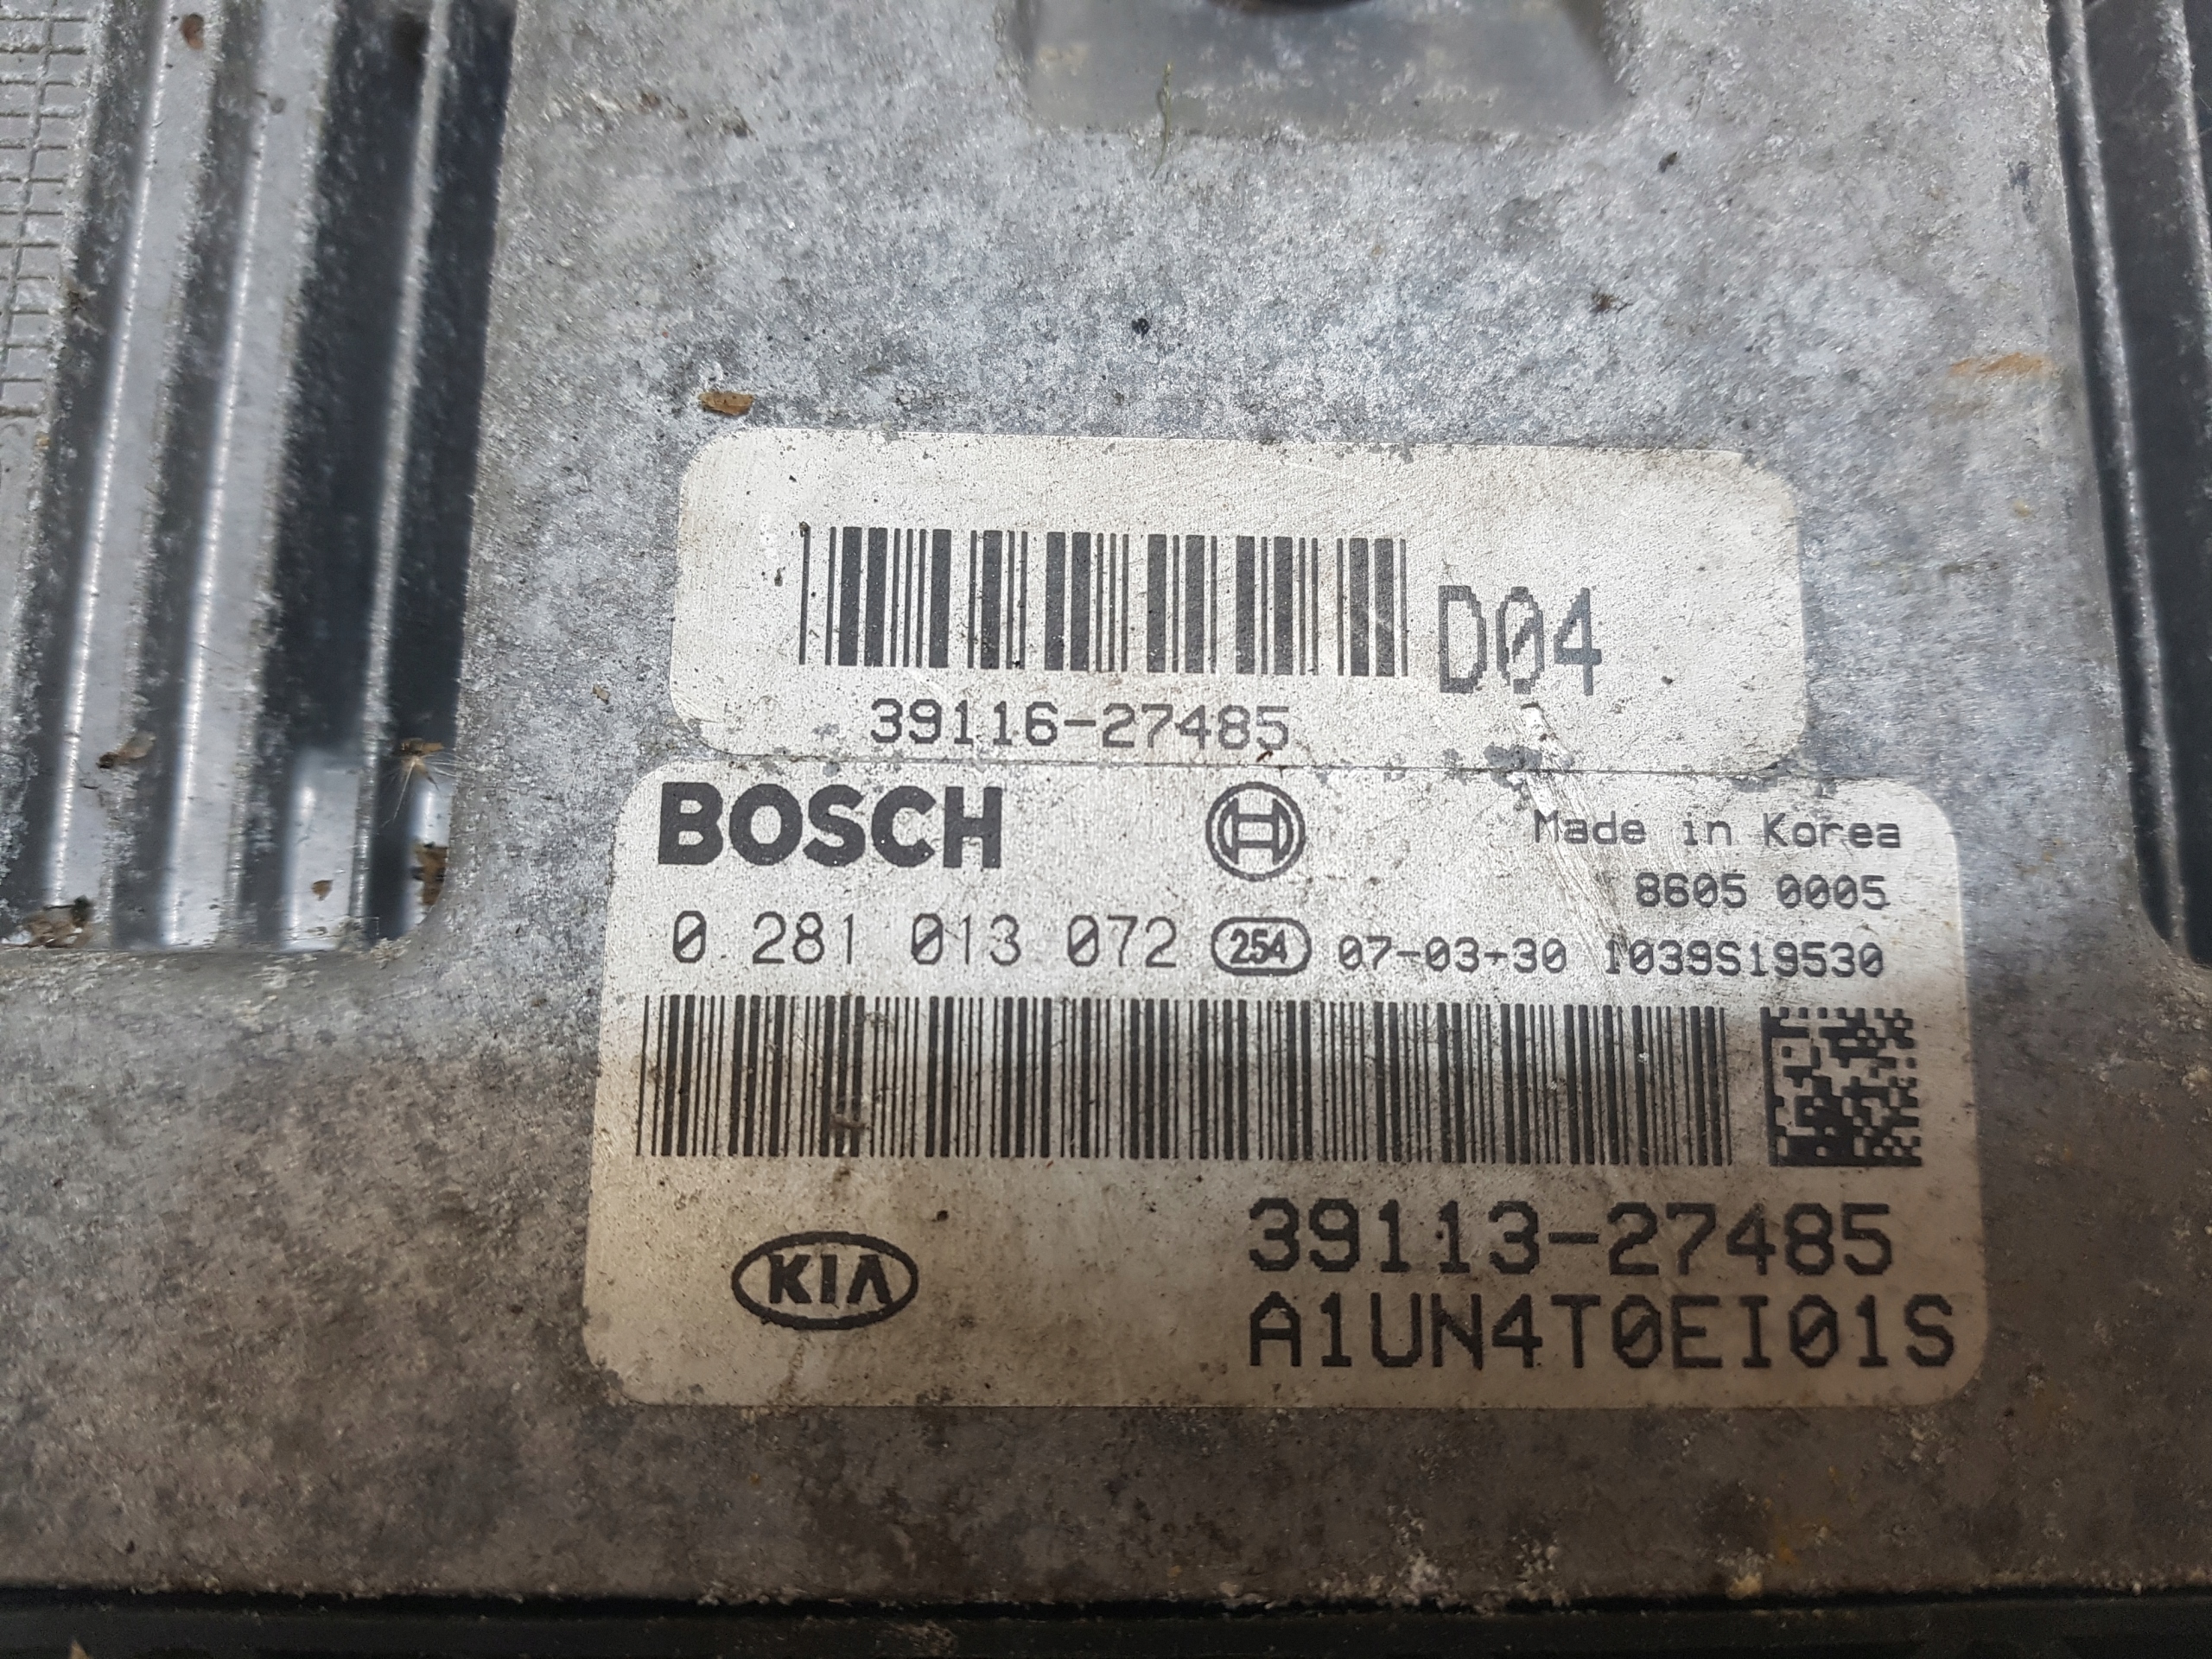 D04
39116-27485
BOSCH
Made in Korea
8605 0005
0 281 013 072 254 07-03-30 1039S19530
39113-27485
KIA
A1UN4T0EI01S